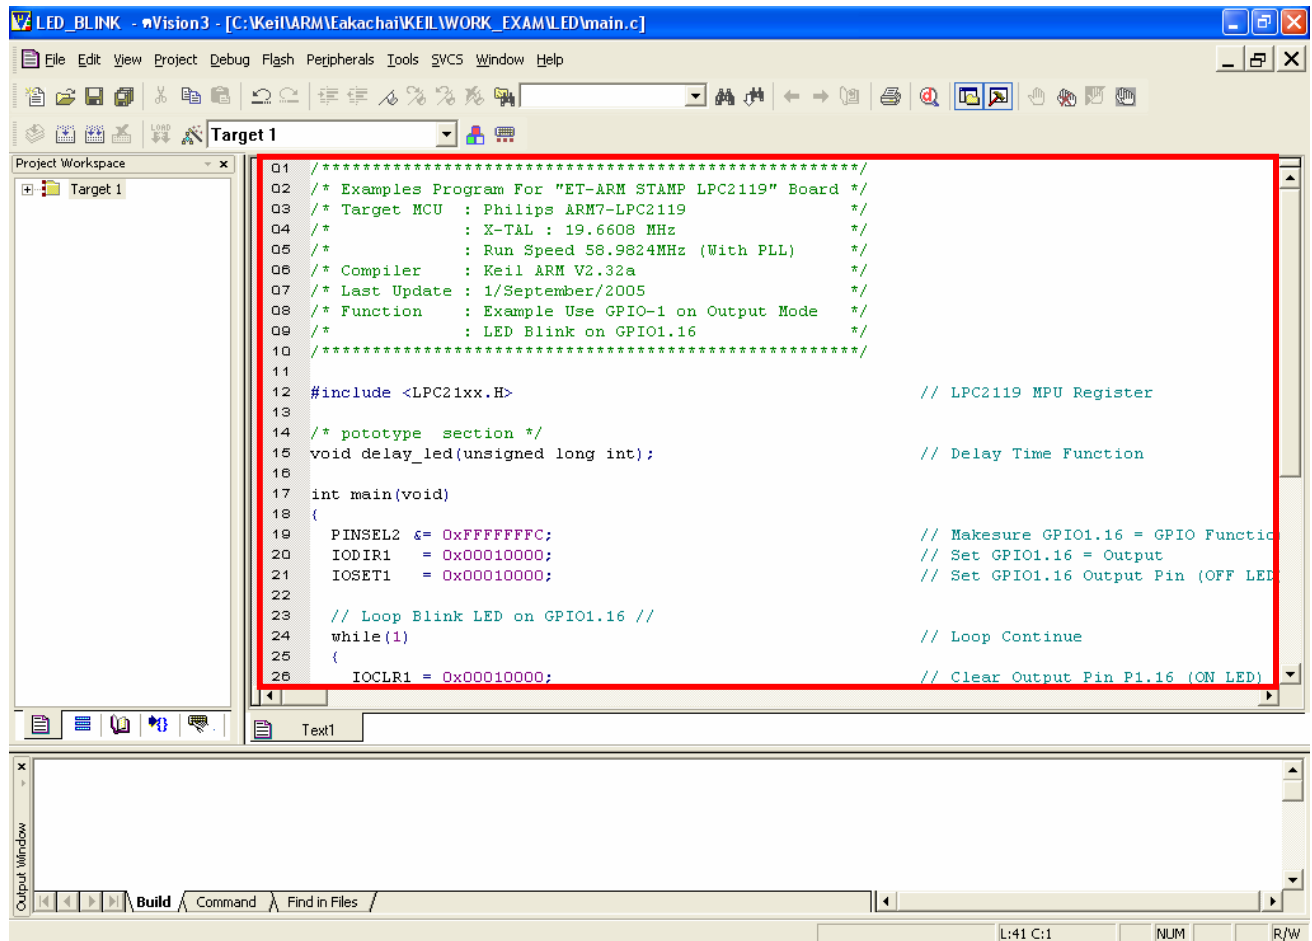 LED_BLINK - πVision3 - [C:\Keil\ARM\Eakachai\KEIL\WORK_EXAM\LED\main.c]
File Edit View Project Debug Flash Peripherals Tools SVCS Window Help
LOAD Target 1
Project Workspace
Target 1
01 /*****************************************************/
02 /* Examples Program For "ET-ARM STAMP LPC2119" Board */
03 /* Target MCU  : Philips ARM7-LPC2119                */
04 /*             : X-TAL : 19.6608 MHz                 */
05 /*             : Run Speed 58.9824MHz (With PLL)     */
06 /* Compiler    : Keil ARM V2.32a                     */
07 /* Last Update : 1/September/2005                    */
08 /* Function    : Example Use GPIO-1 on Output Mode   */
09 /*             : LED Blink on GPIO1.16               */
10 /*****************************************************/
11
12 #include <LPC21xx.H> // LPC2119 MPU Register
13
14 /* pototype  section */
15 void delay_led(unsigned long int); // Delay Time Function
16
17 int main(void)
18 {
19   PINSEL2 &= 0xFFFFFFFC; // Makesure GPIO1.16 = GPIO Functio
20   IODIR1   = 0x00010000; // Set GPIO1.16 = Output
21   IOSET1   = 0x00010000; // Set GPIO1.16 Output Pin (OFF LED
22
23   // Loop Blink LED on GPIO1.16 //
24   while(1) // Loop Continue
25   {
26     IOCLR1 = 0x00010000; // Clear Output Pin P1.16 (ON LED)
Text1
Output Window
Build Command Find in Files
L:41 C:1 NUM R/W